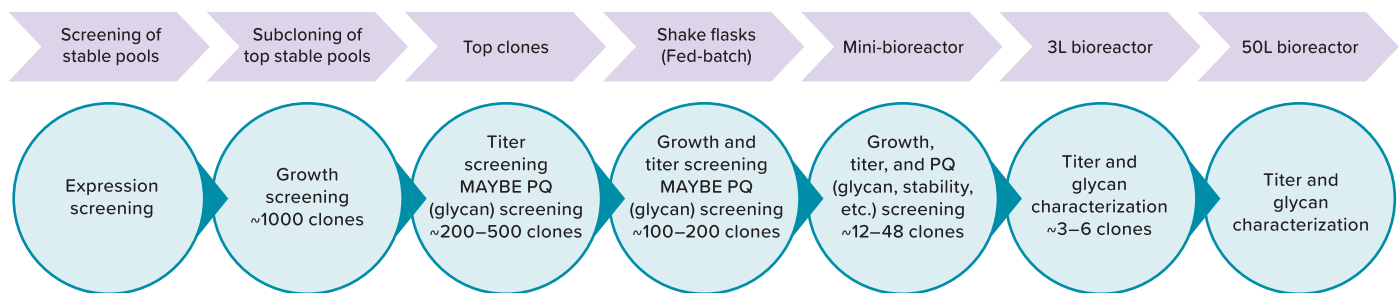 Screening of
stable pools
Subcloning of
top stable pools
Top clones
Shake flasks
(Fed-batch)
Mini-bioreactor
3L bioreactor
50L bioreactor
Expression
screening
Growth
screening
~1000 clones
Titer
screening
MAYBE PQ
(glycan) screening
~200–500 clones
Growth and
titer screening
MAYBE PQ
(glycan) screening
~100–200 clones
Growth,
titer, and PQ
(glycan, stability,
etc.) screening
~12–48 clones
Titer and
glycan
characterization
~3–6 clones
Titer and
glycan
characterization